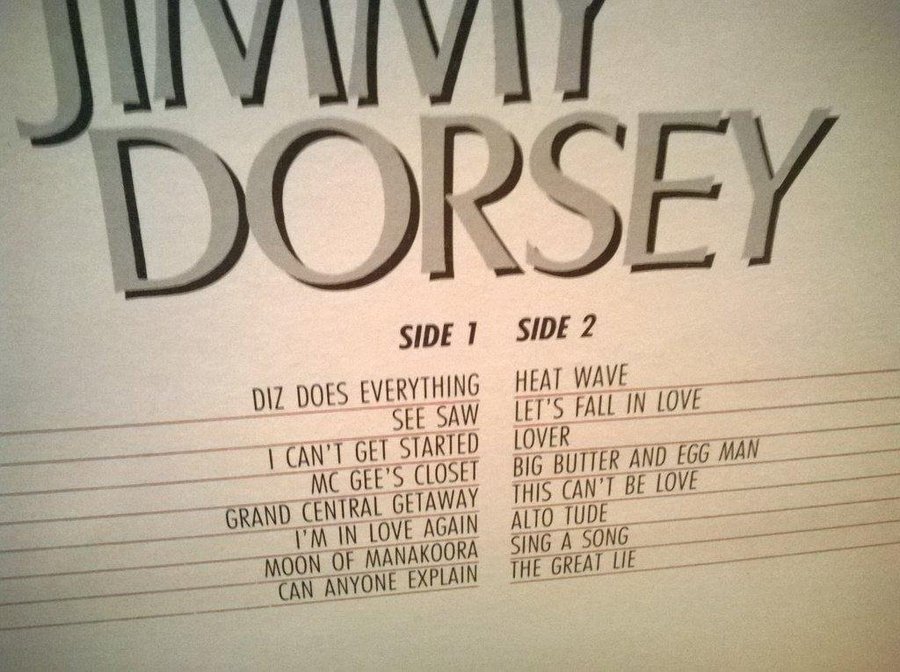 JIMMY
DORSEY
SIDE 1
DIZ DOES EVERYTHING
SEE SAW
I CAN'T GET STARTED
MC GEE'S CLOSET
GRAND CENTRAL GETAWAY
I'M IN LOVE AGAIN
MOON OF MANAKOORA
CAN ANYONE EXPLAIN
SIDE 2
HEAT WAVE
LET'S FALL IN LOVE
LOVER
BIG BUTTER AND EGG MAN
THIS CAN'T BE LOVE
ALTO TUDE
SING A SONG
THE GREAT LIE